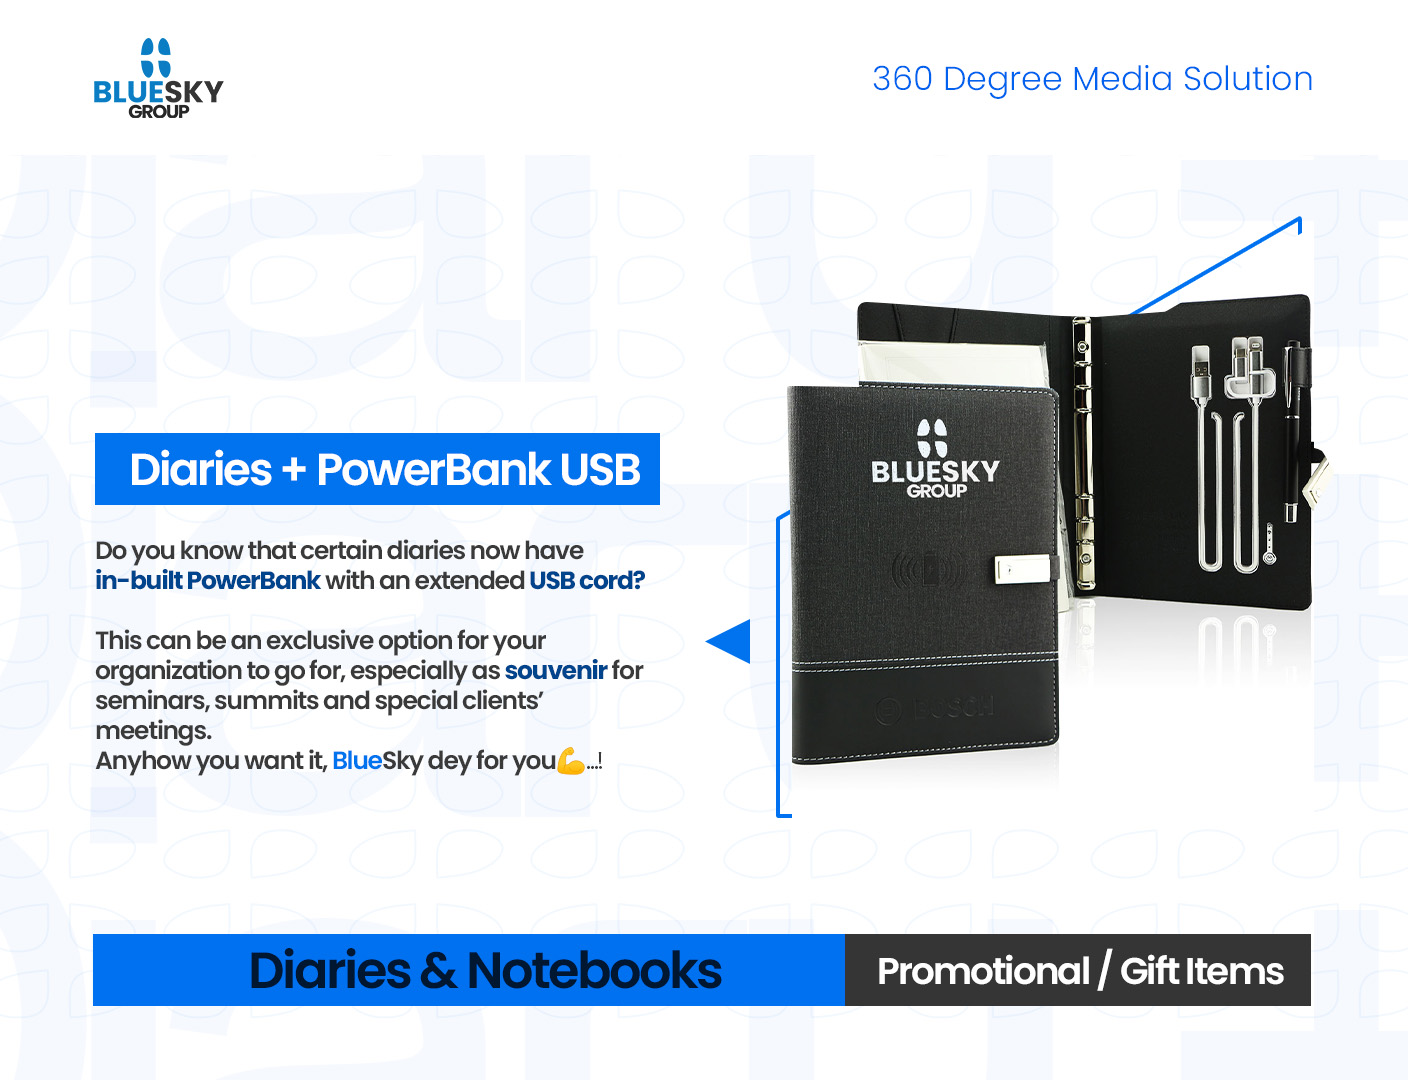 BLUESKY
GROUP
360 Degree Media Solution
Diaries + PowerBank USB
Do you know that certain diaries now have
in-built PowerBank with an extended USB cord?
This can be an exclusive option for your
organization to go for, especially as souvenir for
seminars, summits and special clients’
meetings.
Anyhow you want it, BlueSky dey for you💪...!
BLUESKY
GROUP
BOSCH
Diaries & Notebooks
Promotional / Gift Items